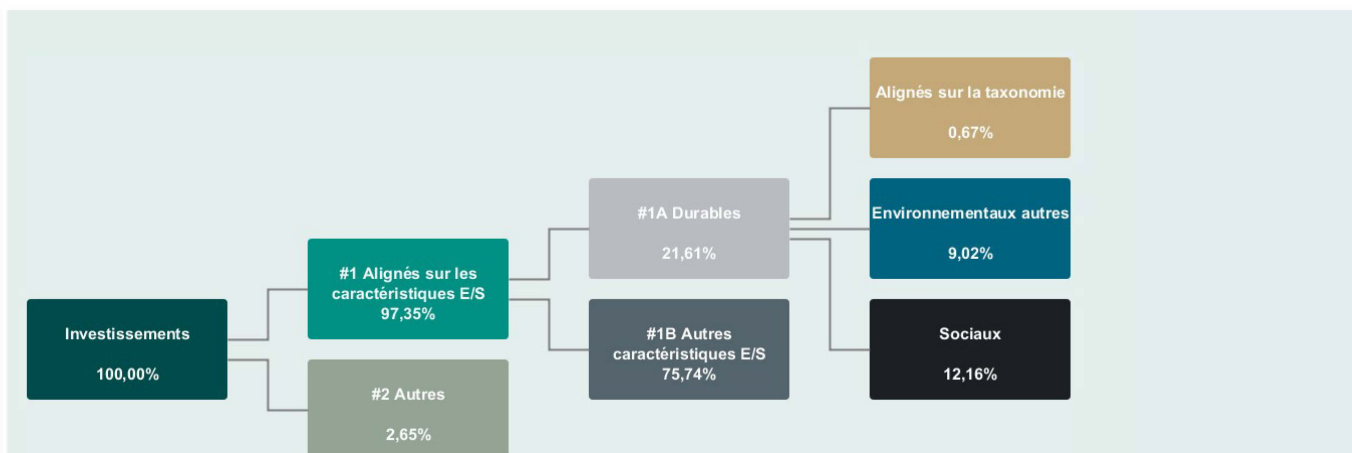 Alignés sur la taxonomie
0,67%
#1A Durables
21,61%
Environnementaux autres
9,02%
#1 Alignés sur les
caractéristiques E/S
97,35%
Investissements
100,00%
#1B Autres
caractéristiques E/S
75,74%
Sociaux
12,16%
#2 Autres
2,65%